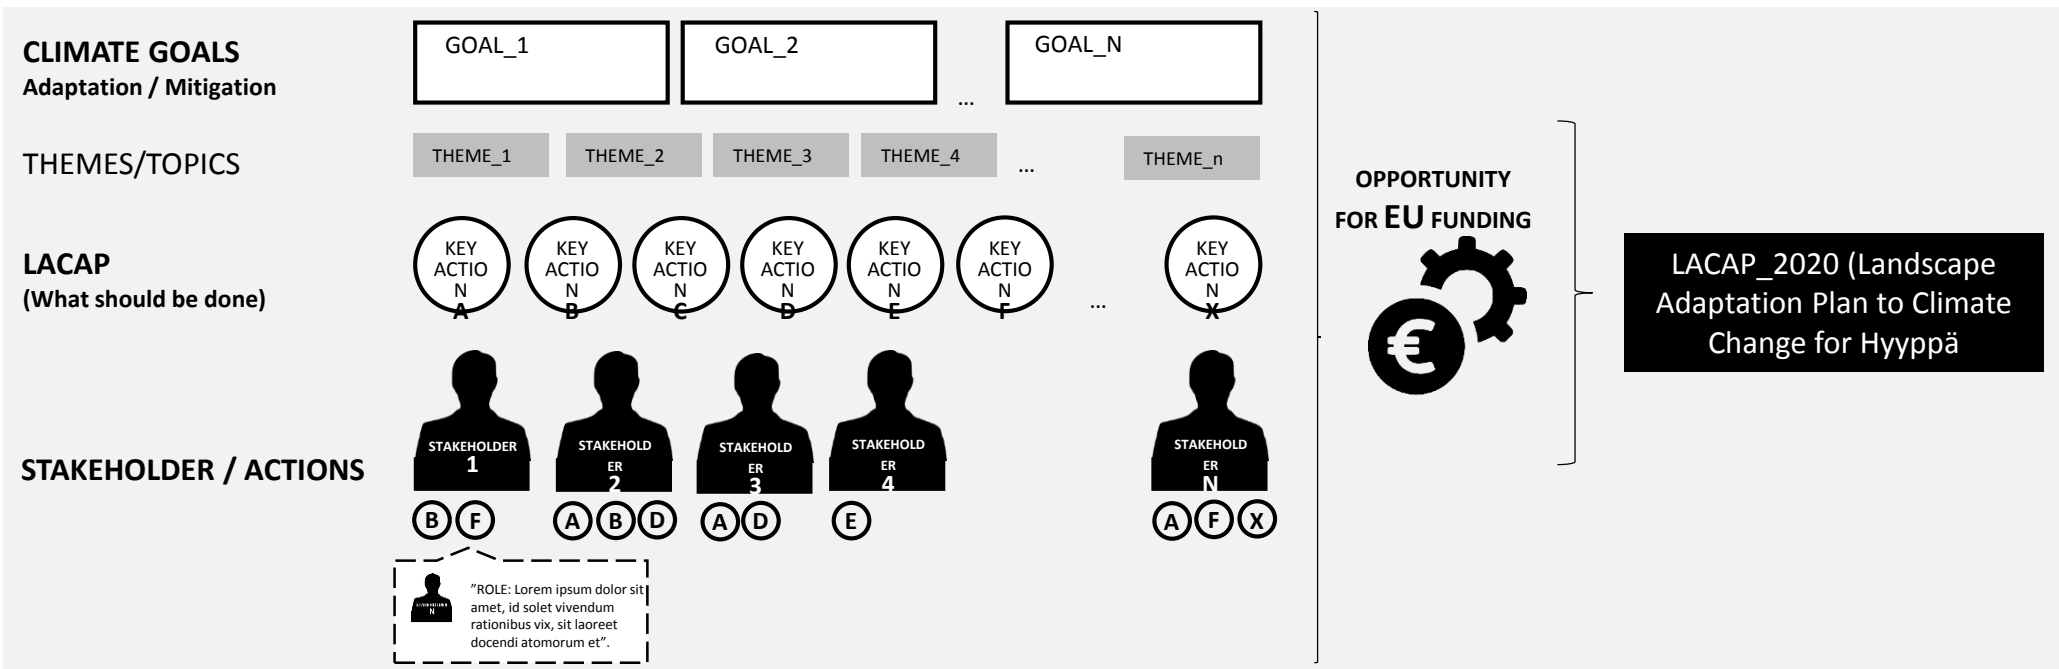 CLIMATE GOALS
Adaptation / Mitigation
GOAL_1
GOAL_2
...
GOAL_N
THEMES/TOPICS
THEME_1
THEME_2
THEME_3
THEME_4
...
THEME_n
LACAP
(What should be done)
KEY
ACTIO
N
A
KEY
ACTIO
N
B
KEY
ACTIO
N
C
KEY
ACTIO
N
D
KEY
ACTIO
N
E
KEY
ACTIO
N
F
...
KEY
ACTIO
N
X
STAKEHOLDER / ACTIONS
STAKEHOLDER
1
STAKEHOLD
ER
2
STAKEHOLD
ER
3
STAKEHOLD
ER
4
STAKEHOLD
ER
N
B F
A B D
A D
E
A F X
STAKEHOLDER
N
”ROLE: Lorem ipsum dolor sit
amet, id solet vivendum
rationibus vix, sit laoreet
docendi atomorum et”.
OPPORTUNITY
FOR EU FUNDING
€
LACAP_2020 (Landscape
Adaptation Plan to Climate
Change for Hyyppä